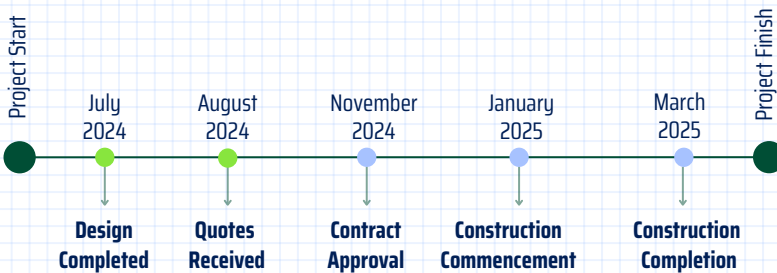 Project Start
July
2024
August
2024
November
2024
January
2025
March
2025
Project Finish
Design
Completed
Quotes
Received
Contract
Approval
Construction
Commencement
Construction
Completion